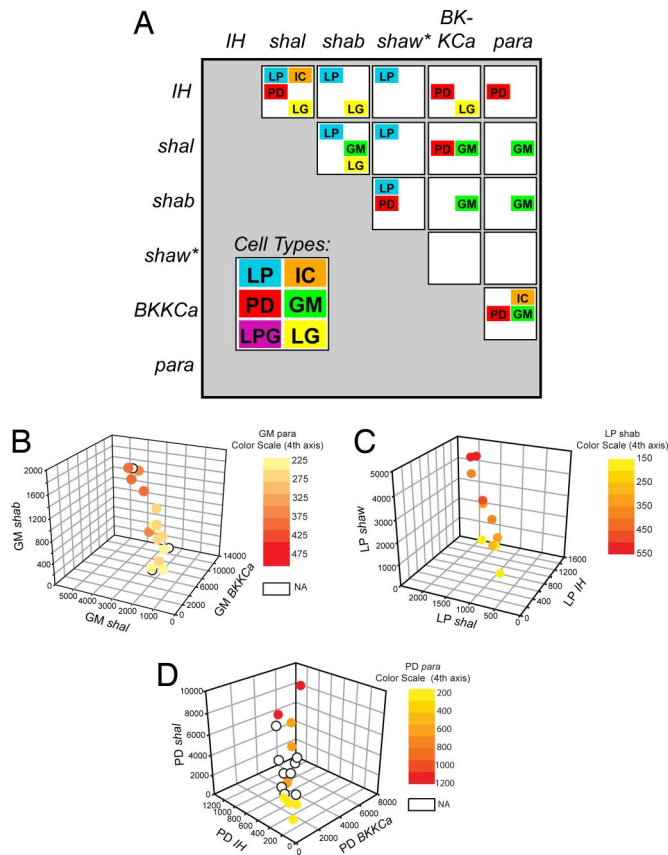 A
IH shal shab shaw* BK-KCa para
IH LP IC PD LG LP LG LP PD LG PD
shal LP GM LG LP PD GM GM
shab LP PD GM GM
shaw*
BKKCa IC PD GM
para
Cell Types:
LP IC
PD GM
LPG LG
B
GM para
Color Scale (4th axis)
225
275
325
375
425
475
NA
GM shab
2000
1600
1200
800
400
0
GM shal
5000 4000 3000 2000 1000 0
GM BKKCa
0 2000 4000 6000 8000 10000 14000
C
LP shab
Color Scale (4th axis)
150
250
350
450
550
LP shaw
5000
4000
3000
2000
1000
0
LP shal
2000 1500 1000 500 0
LP IH
0 400 800 1200 1600
D
PD para
Color Scale (4th axis)
200
400
600
800
1000
1200
NA
PD shal
10000
8000
6000
4000
2000
0
PD IH
1200 1000 800 600 400 200 0
PD BKKCa
0 2000 4000 6000 8000